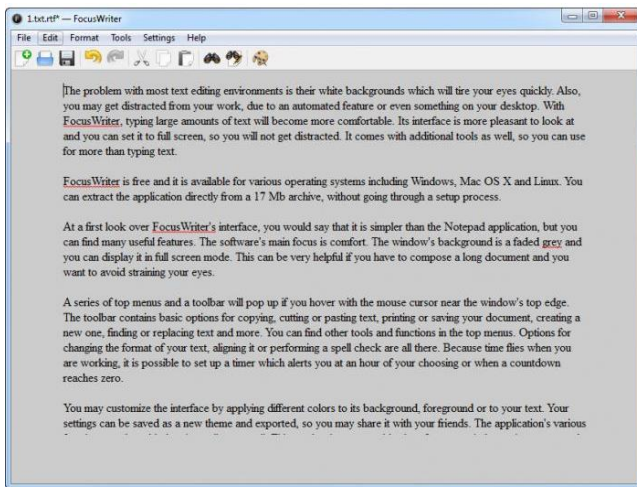 1.txt.rtf* — FocusWriter
File Edit Format Tools Settings Help
The problem with most text editing environments is their white backgrounds which will tire your eyes quickly. Also,
you may get distracted from your work, due to an automated feature or even something on your desktop. With
FocusWriter, typing large amounts of text will become more comfortable. Its interface is more pleasant to look at
and you can set it to full screen, so you will not get distracted. It comes with additional tools as well, so you can use
for more than typing text.
FocusWriter is free and it is available for various operating systems including Windows, Mac OS X and Linux. You
can extract the application directly from a 17 Mb archive, without going through a setup process.
At a first look over FocusWriter's interface, you would say that it is simpler than the Notepad application, but you
can find many useful features. The software's main focus is comfort. The window's background is a faded grey and
you can display it in full screen mode. This can be very helpful if you have to compose a long document and you
want to avoid straining your eyes.
A series of top menus and a toolbar will pop up if you hover with the mouse cursor near the window's top edge.
The toolbar contains basic options for copying, cutting or pasting text, printing or saving your document, creating a
new one, finding or replacing text and more. You can find other tools and functions in the top menus. Options for
changing the format of your text, aligning it or performing a spell check are all there. Because time flies when you
are working, it is possible to set up a timer which alerts you at an hour of your choosing or when a countdown
reaches zero.
You may customize the interface by applying different colors to its background, foreground or to your text. Your
settings can be saved as a new theme and exported, so you may share it with your friends. The application's various